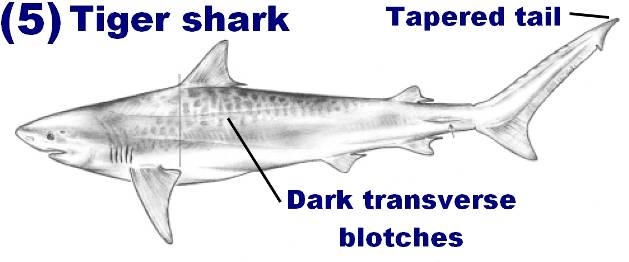 (5) Tiger shark
Tapered tail
Dark transverse
blotches